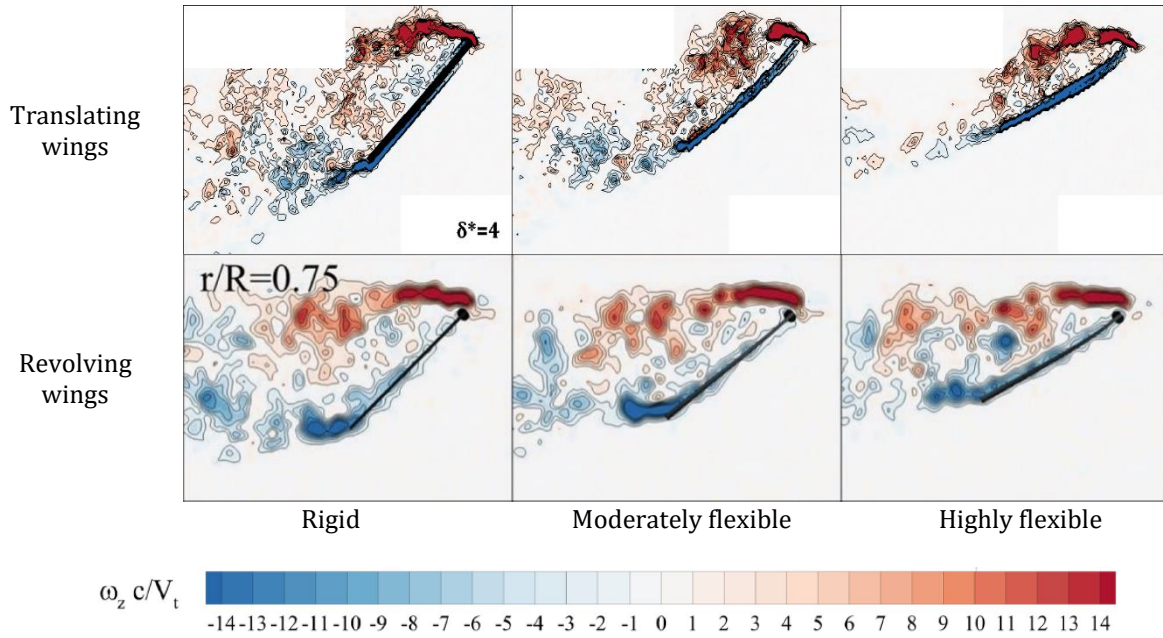 Translating
wings
δ*=4
r/R=0.75
Revolving
wings
Rigid Moderately flexible Highly flexible
ω_z c/V_t
-14 -13 -12 -11 -10 -9 -8 -7 -6 -5 -4 -3 -2 -1 0 1 2 3 4 5 6 7 8 9 10 11 12 13 14